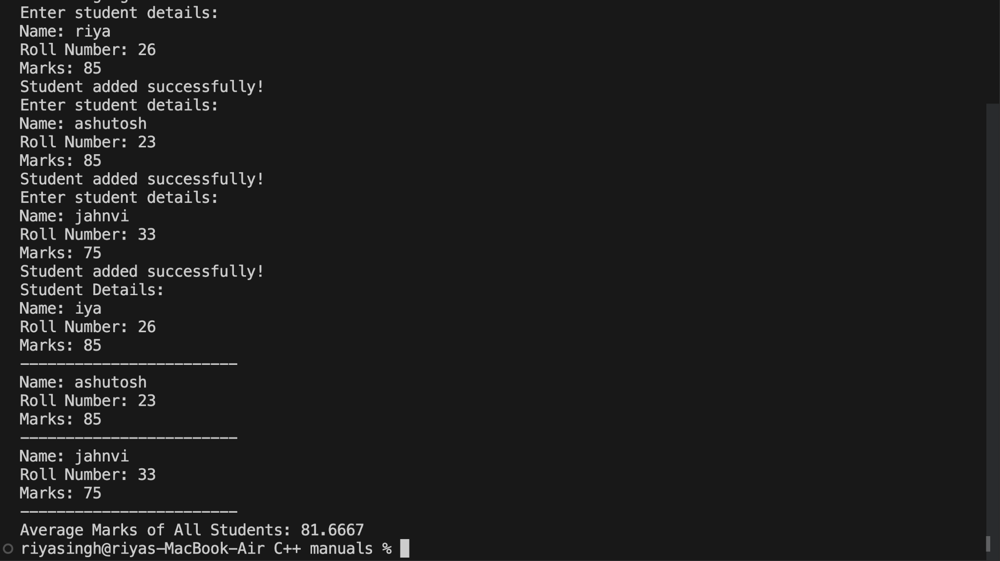 Enter student details:
Name: riya
Roll Number: 26
Marks: 85
Student added successfully!
Enter student details:
Name: ashutosh
Roll Number: 23
Marks: 85
Student added successfully!
Enter student details:
Name: jahnvi
Roll Number: 33
Marks: 75
Student added successfully!
Student Details:
Name: iya
Roll Number: 26
Marks: 85
------------------------
Name: ashutosh
Roll Number: 23
Marks: 85
------------------------
Name: jahnvi
Roll Number: 33
Marks: 75
------------------------
Average Marks of All Students: 81.6667
riyasingh@riyas-MacBook-Air C++ manuals %